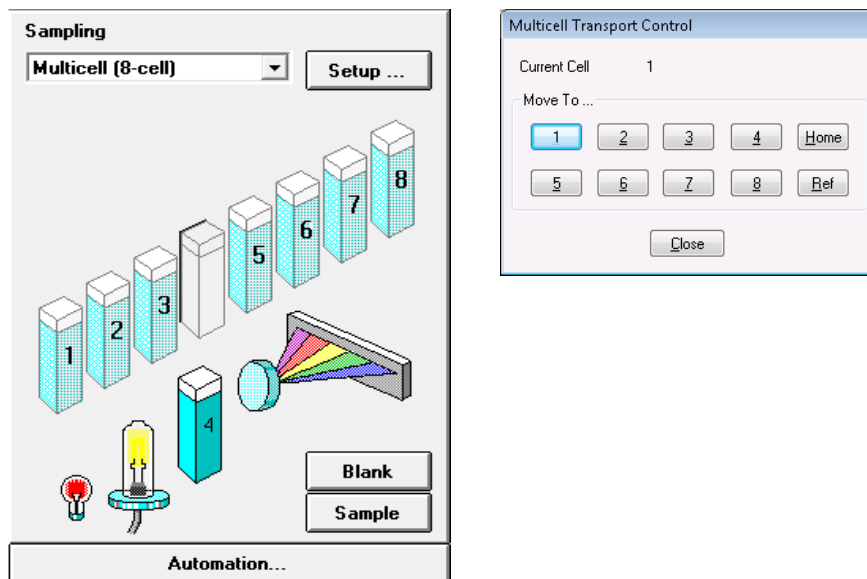 Sampling
Multicell (8-cell)
Setup ...
8
7
6
5
3
2
1
4
Blank
Sample
Automation...
Multicell Transport Control
Current Cell 1
Move To ...
1 2 3 4 Home
5 6 7 8 Ref
Close